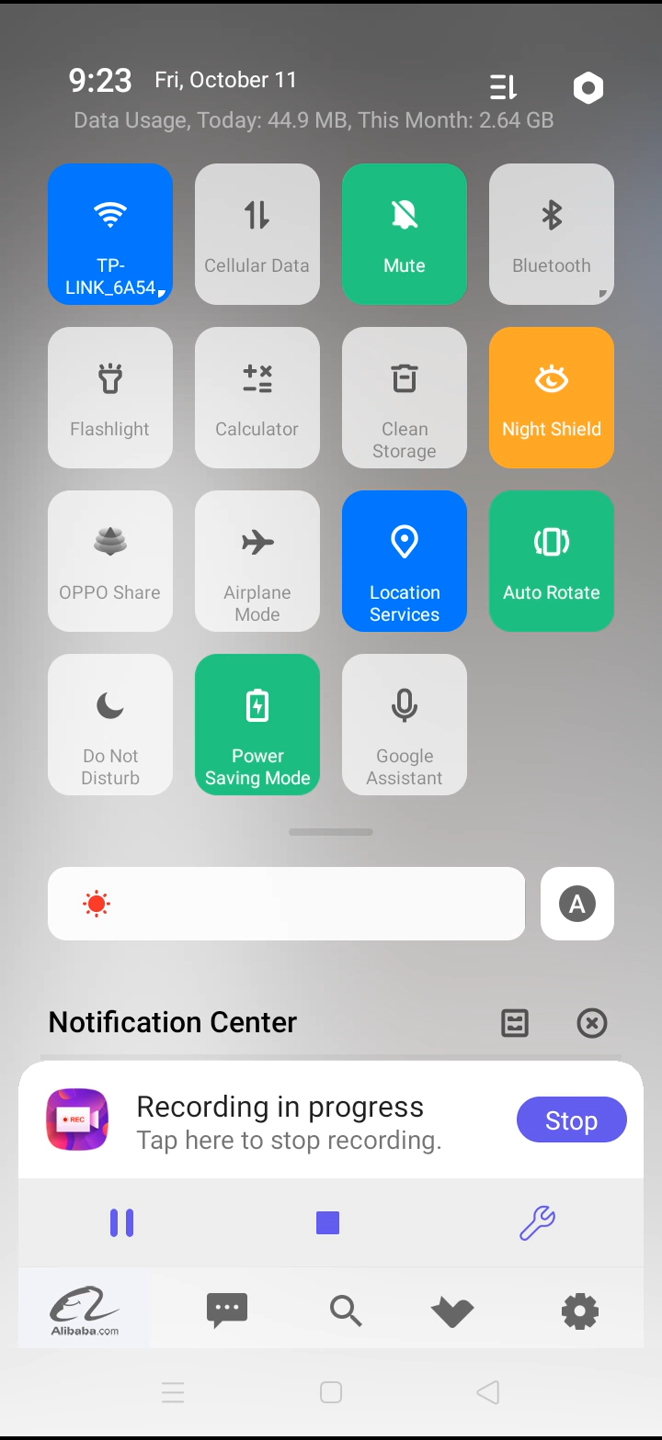 9:23 Fri, October 11
Data Usage, Today: 44.9 MB, This Month: 2.64 GB
TP-
LINK_6A54
Cellular Data
Mute
Bluetooth
Flashlight
Calculator
Clean
Storage
Night Shield
OPPO Share
Airplane
Mode
Location
Services
Auto Rotate
Do Not
Disturb
Power
Saving Mode
Google
Assistant
A
Notification Center
REC
Recording in progress
Tap here to stop recording.
Stop
Alibaba.com